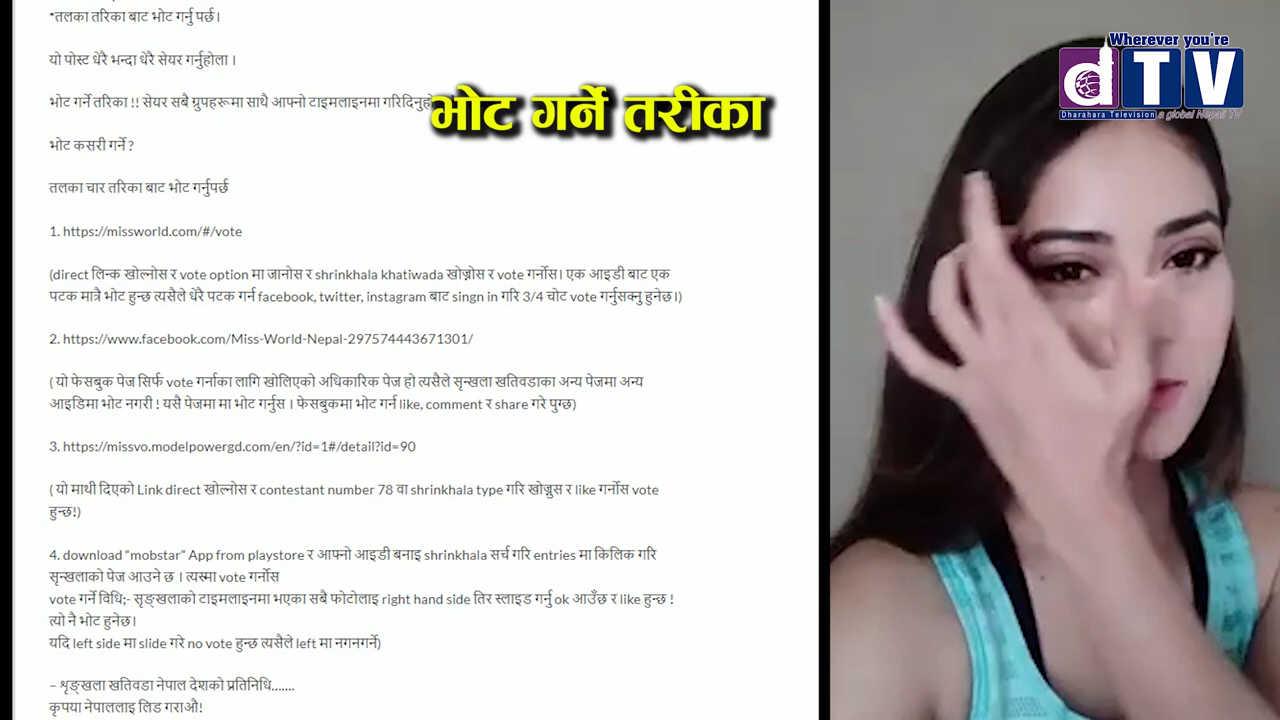 *तलका तरिका बाट भोट गर्नु पर्छ।
यो पोस्ट धेरै भन्दा धेरै सेयर गर्नुहोला ।
भोट गर्ने तरिका !! सेयर सबै ग्रुपहरूमा साथै आफ्नो टाइमलाइनमा गरिदिनुहो
भोट गर्ने तरीका
भोट कसरी गर्ने ?
तलका चार तरिका बाट भोट गर्नुपर्छ
1. https://missworld.com/#/vote
(direct लिन्क खोल्नोस र vote option मा जानोस र shrinkhala khatiwada खोज्नोस र vote गर्नोस। एक आइडी बाट एक
पटक मात्रै भोट हुन्छ त्यसैले धेरै पटक गर्न facebook, twitter, instagram बाट singn in गरि 3/4 चोट vote गर्नुसक्नु हुनेछ।)
2. https://www.facebook.com/Miss-World-Nepal-297574443671301/
( यो फेसबुक पेज सिर्फ vote गर्नाका लागि खोलिएको अधिकारिक पेज हो त्यसैले सृन्खला खतिवडाका अन्य पेजमा अन्य
आइडिमा भोट नगरी ! यसै पेजमा मा भोट गर्नुस । फेसबुकमा भोट गर्न like, comment र share गरे पुग्छ)
3. https://missvo.modelpowergd.com/en/?id=1#/detail?id=90
( यो माथी दिएको Link direct खोल्नोस र contestant number 78 वा shrinkhala type गरि खोज्नुस र like गर्नोस vote
हुन्छ!)
4. download “mobstar” App from playstore र आफ्नो आइडी बनाइ shrinkhala सर्च गरि entries मा किलिक गरि
सृन्खलाको पेज आउने छ । त्यस्मा vote गर्नोस
vote गर्ने विधि;- सृङ्खलाको टाइमलाइनमा भएका सबै फोटोलाइ right hand side तिर स्लाइड गर्नु ok आउँछ र like हुन्छ !
त्यो नै भोट हुनेछ।
यदि left side मा slide गरे no vote हुन्छ त्यसैले left मा नगनगर्ने)
– शृङ्खला खतिवडा नेपाल देशको प्रतिनिधि…….
कृपया नेपाललाइ लिड गराऔ!
Wherever you're
dTV
Dharahara Television a global Nepali TV